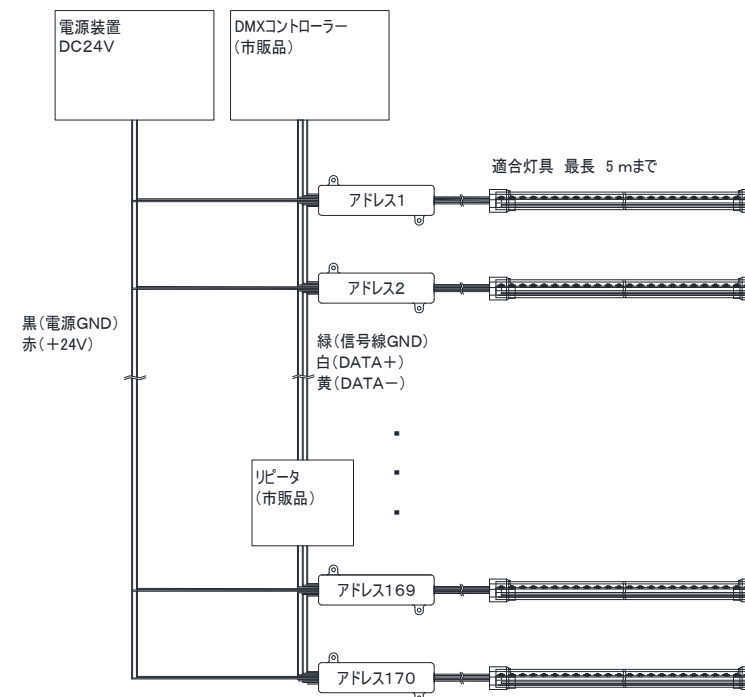 電源装置
DC24V
DMXコントローラー
(市販品)
適合灯具 最長 5mまで
アドレス1
アドレス2
黒(電源GND)
赤(+24V)
緑(信号線GND)
白(DATA+)
黄(DATA−)
リピータ
(市販品)
アドレス169
アドレス170